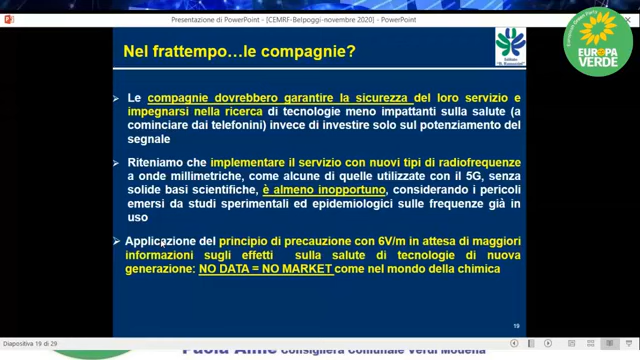 Presentazione di PowerPoint - [CEMRF-Belpoggi-novembre 2020] - PowerPoint
European Green Party
EUROPA
VERDE
Nel frattempo...le compagnie?
Istituto "B. Ramazzini"
Le compagnie dovrebbero garantire la sicurezza del loro servizio e
impegnarsi nella ricerca di tecnologie meno impattanti sulla salute (a
cominciare dai telefonini) invece di investire solo sul potenziamento del
segnale
Riteniamo che implementare il servizio con nuovi tipi di radiofrequenze
a onde millimetriche, come alcune di quelle utilizzate con il 5G, senza
solide basi scientifiche, è almeno inopportuno, considerando i pericoli
emersi da studi sperimentali ed epidemiologici sulle frequenze già in
uso
Applicazione del principio di precauzione con 6V/m in attesa di maggiori
informazioni sugli effetti sulla salute di tecnologie di nuova
generazione: NO DATA = NO MARKET come nel mondo della chimica
19
Diapositiva 19 di 29
Paola Aime consigliera Comunale Verdi Modena